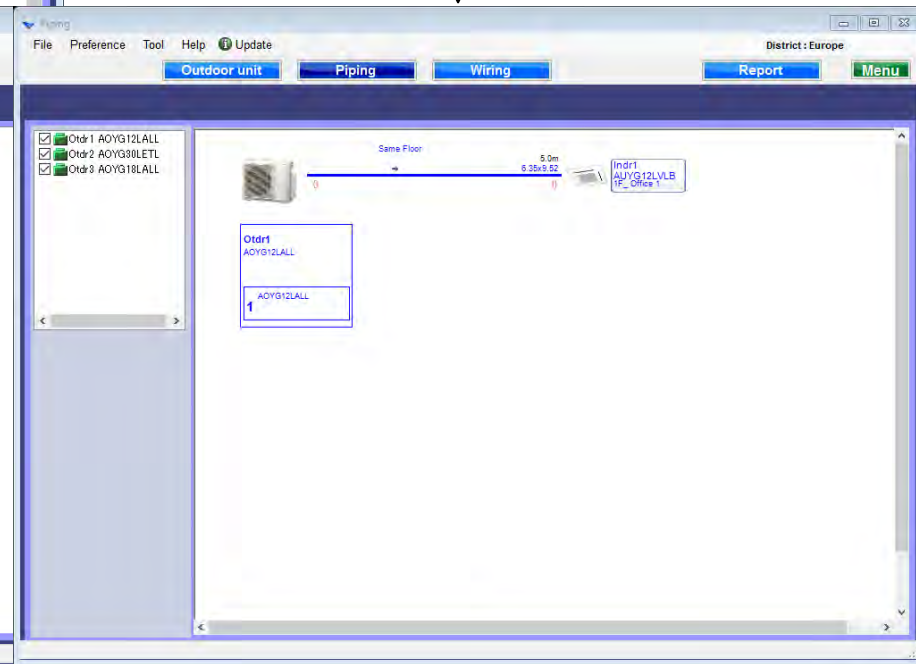 Piping
File Preference Tool Help Update
District : Europe
Outdoor unit Piping Wiring Report Menu
Otdr1 AOYG12LALL
Otdr2 AOYG30LETL
Otdr3 AOYG18LALL
Same Floor
5.0m
6.35x9.52
() ()
Indr1
AUYG12LVLB
1F_ Office 1
Otdr1
AOYG12LALL
AOYG12LALL
1